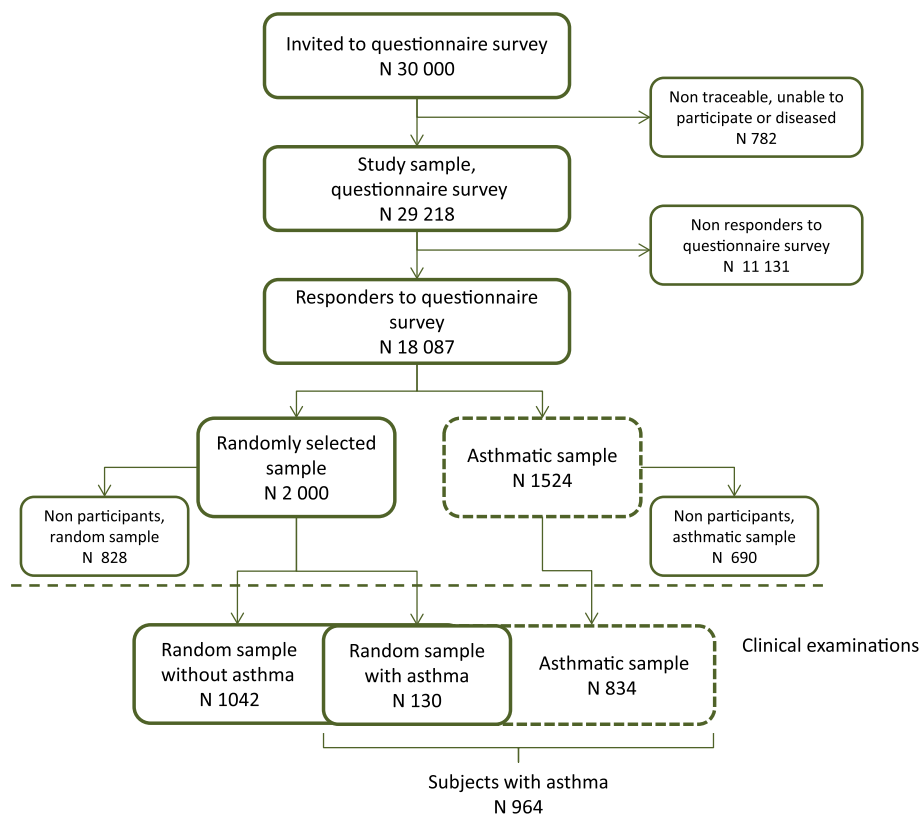 Invited to questionnaire survey
N 30 000
Non traceable, unable to
participate or diseased
N 782
Study sample,
questionnaire survey
N 29 218
Non responders to
questionnaire survey
N 11 131
Responders to questionnaire
survey
N 18 087
Randomly selected
sample
N 2 000
Asthmatic sample
N 1524
Non participants,
random sample
N 828
Non participants,
asthmatic sample
N 690
Clinical examinations
Random sample
without asthma
N 1042
Random sample
with asthma
N 130
Asthmatic sample
N 834
Subjects with asthma
N 964